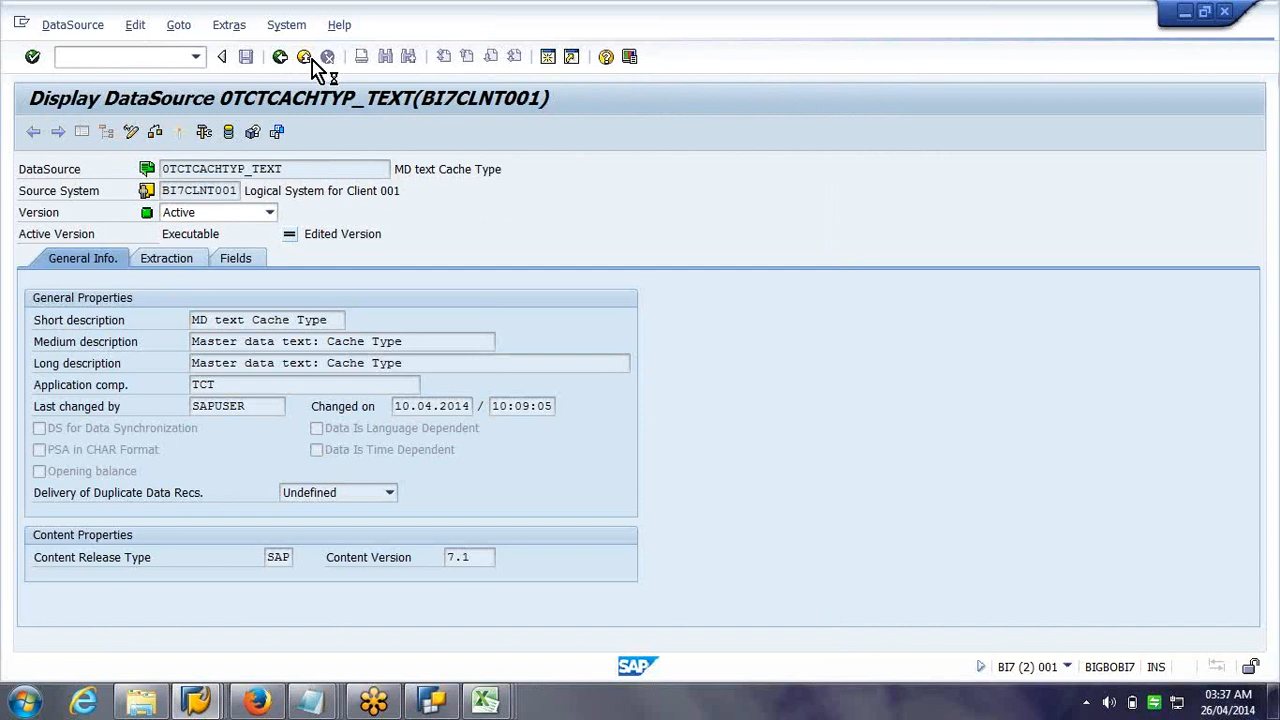 DataSource Edit Goto Extras System Help
Display DataSource 0TCTCACHTYP_TEXT(BI7CLNT001)
DataSource 0TCTCACHTYP_TEXT MD text Cache Type
Source System BI7CLNT001 Logical System for Client 001
Version Active
Active Version Executable Edited Version
General Info. Extraction Fields
General Properties
Short description MD text Cache Type
Medium description Master data text: Cache Type
Long description Master data text: Cache Type
Application comp. TCT
Last changed by SAPUSER Changed on 10.04.2014 / 10:09:05
DS for Data Synchronization Data Is Language Dependent
PSA in CHAR Format Data Is Time Dependent
Opening balance
Delivery of Duplicate Data Recs. Undefined
Content Properties
Content Release Type SAP Content Version 7.1
SAP BI7 (2) 001 BIGBOBI7 INS
03:37 AM
26/04/2014